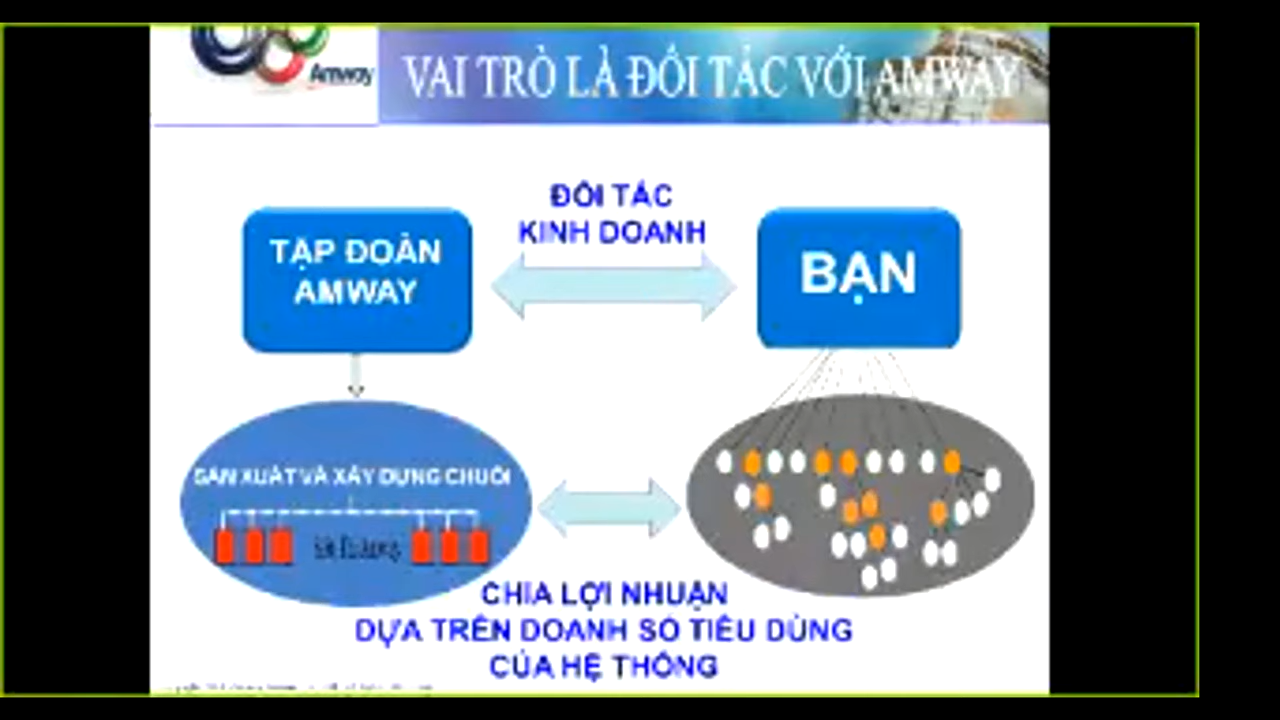 Amway
VAI TRÒ LÀ ĐỐI TÁC VỚI AMWAY
ĐỐI TÁC
KINH DOANH
TẬP ĐOÀN
AMWAY
BẠN
SẢN XUẤT VÀ XÂY DỰNG CHUỖI
CHIA LỢI NHUẬN
DỰA TRÊN DOANH SỐ TIÊU DÙNG
CỦA HỆ THỐNG